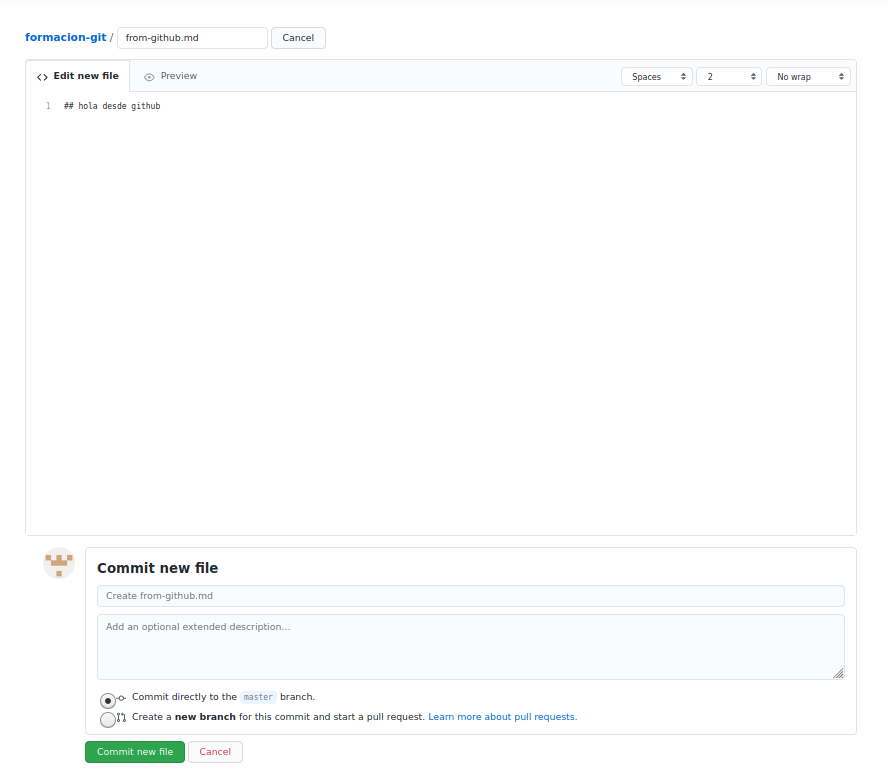 formacion-git / from-github.md Cancel
<> Edit new file Preview Spaces 2 No wrap
1 ## hola desde github
Commit new file
Create from-github.md
Add an optional extended description...
Commit directly to the master branch.
Create a new branch for this commit and start a pull request. Learn more about pull requests.
Commit new file Cancel